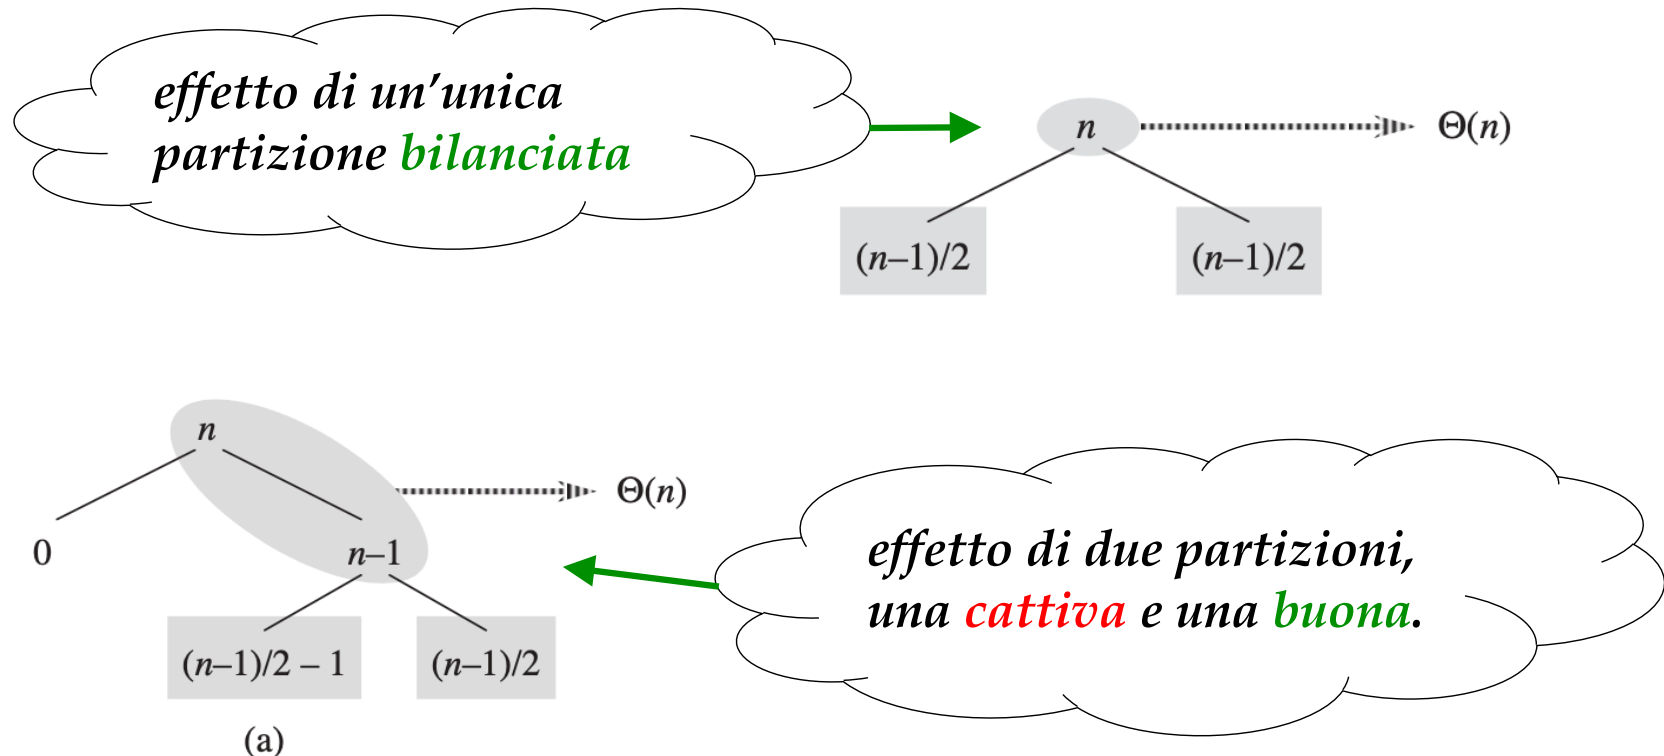 effetto di un'unica
partizione bilanciata
n
Θ(n)
(n–1)/2
(n–1)/2
n
Θ(n)
0
n–1
(n–1)/2 – 1
(n–1)/2
(a)
effetto di due partizioni,
una cattiva e una buona.